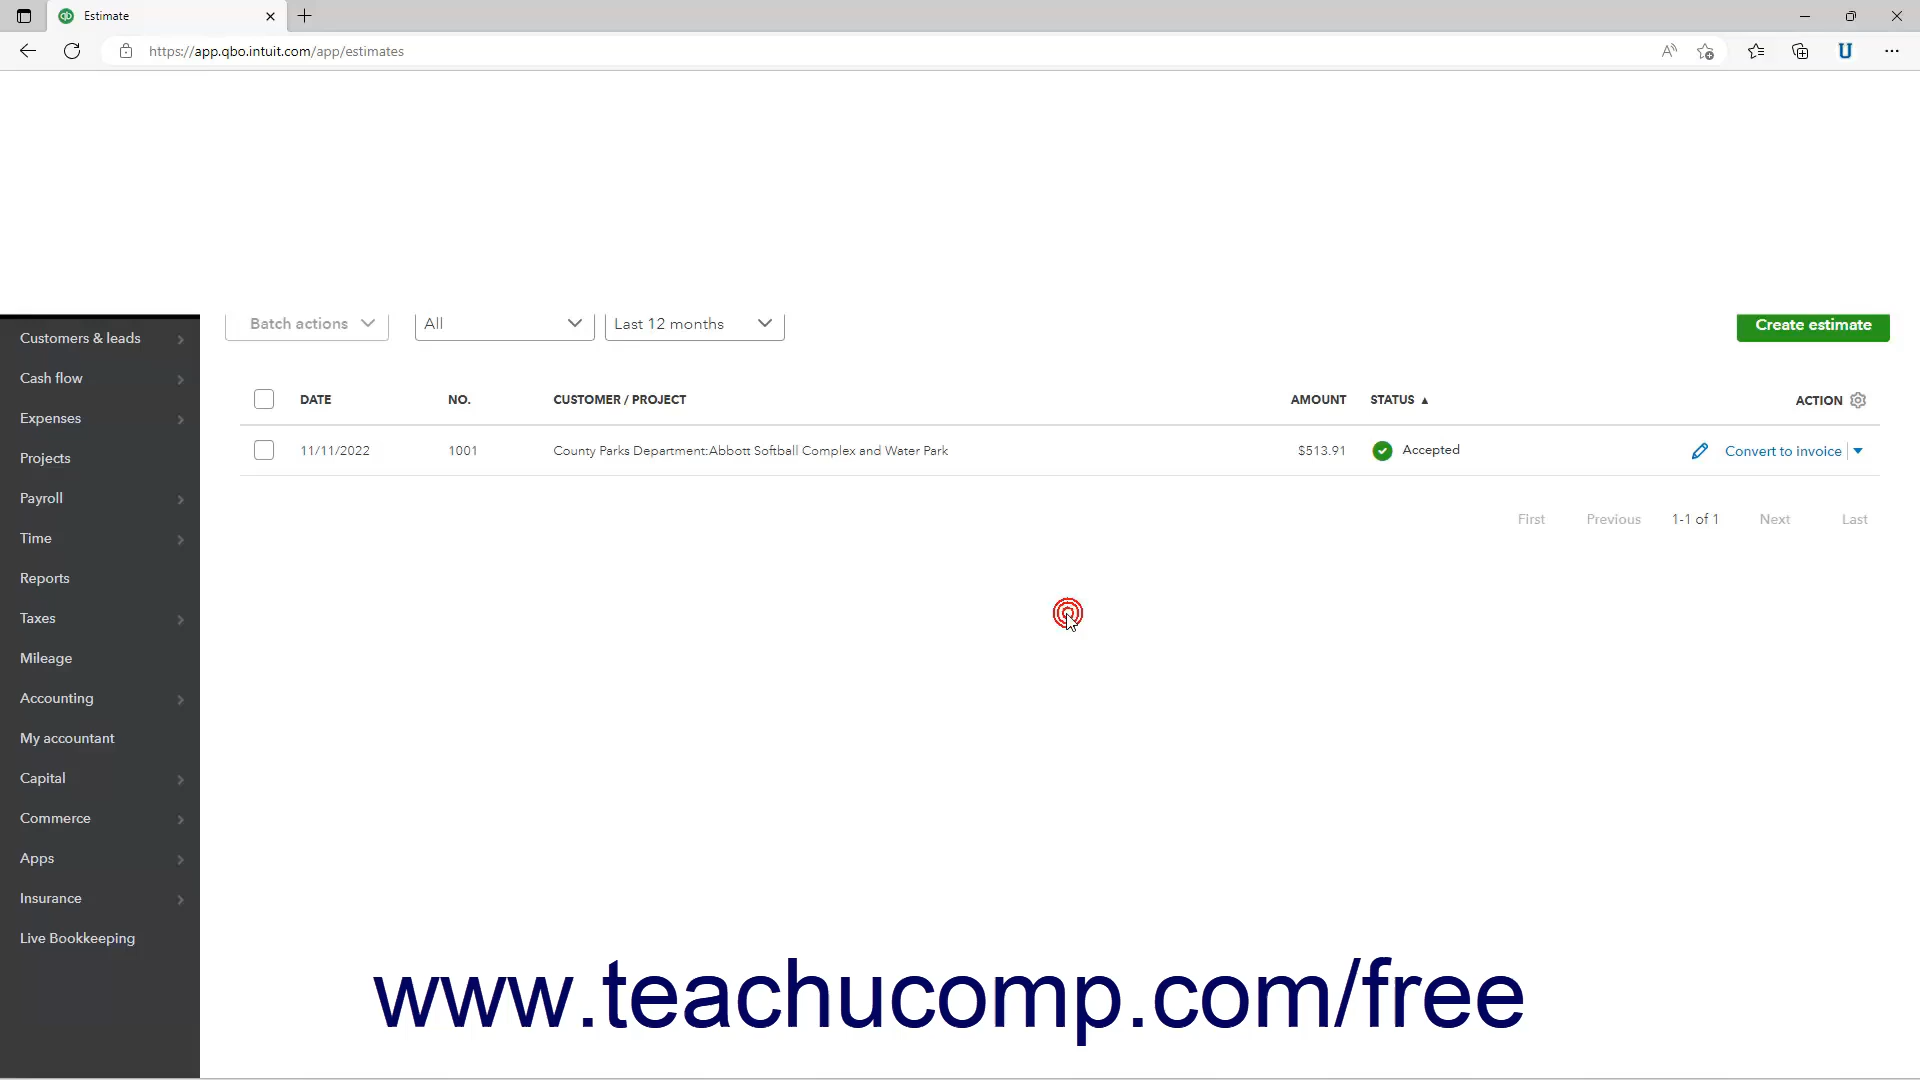 Estimate
https://app.qbo.intuit.com/app/estimates
Batch actions All Last 12 months Create estimate
Customers & leads
Cash flow
Expenses
Projects
Payroll
Time
Reports
Taxes
Mileage
Accounting
My accountant
Capital
Commerce
Apps
Insurance
Live Bookkeeping
DATE NO. CUSTOMER / PROJECT AMOUNT STATUS ▲ ACTION
11/11/2022 1001 County Parks Department:Abbott Softball Complex and Water Park $513.91 Accepted Convert to invoice
First Previous 1-1 of 1 Next Last
www.teachucomp.com/free